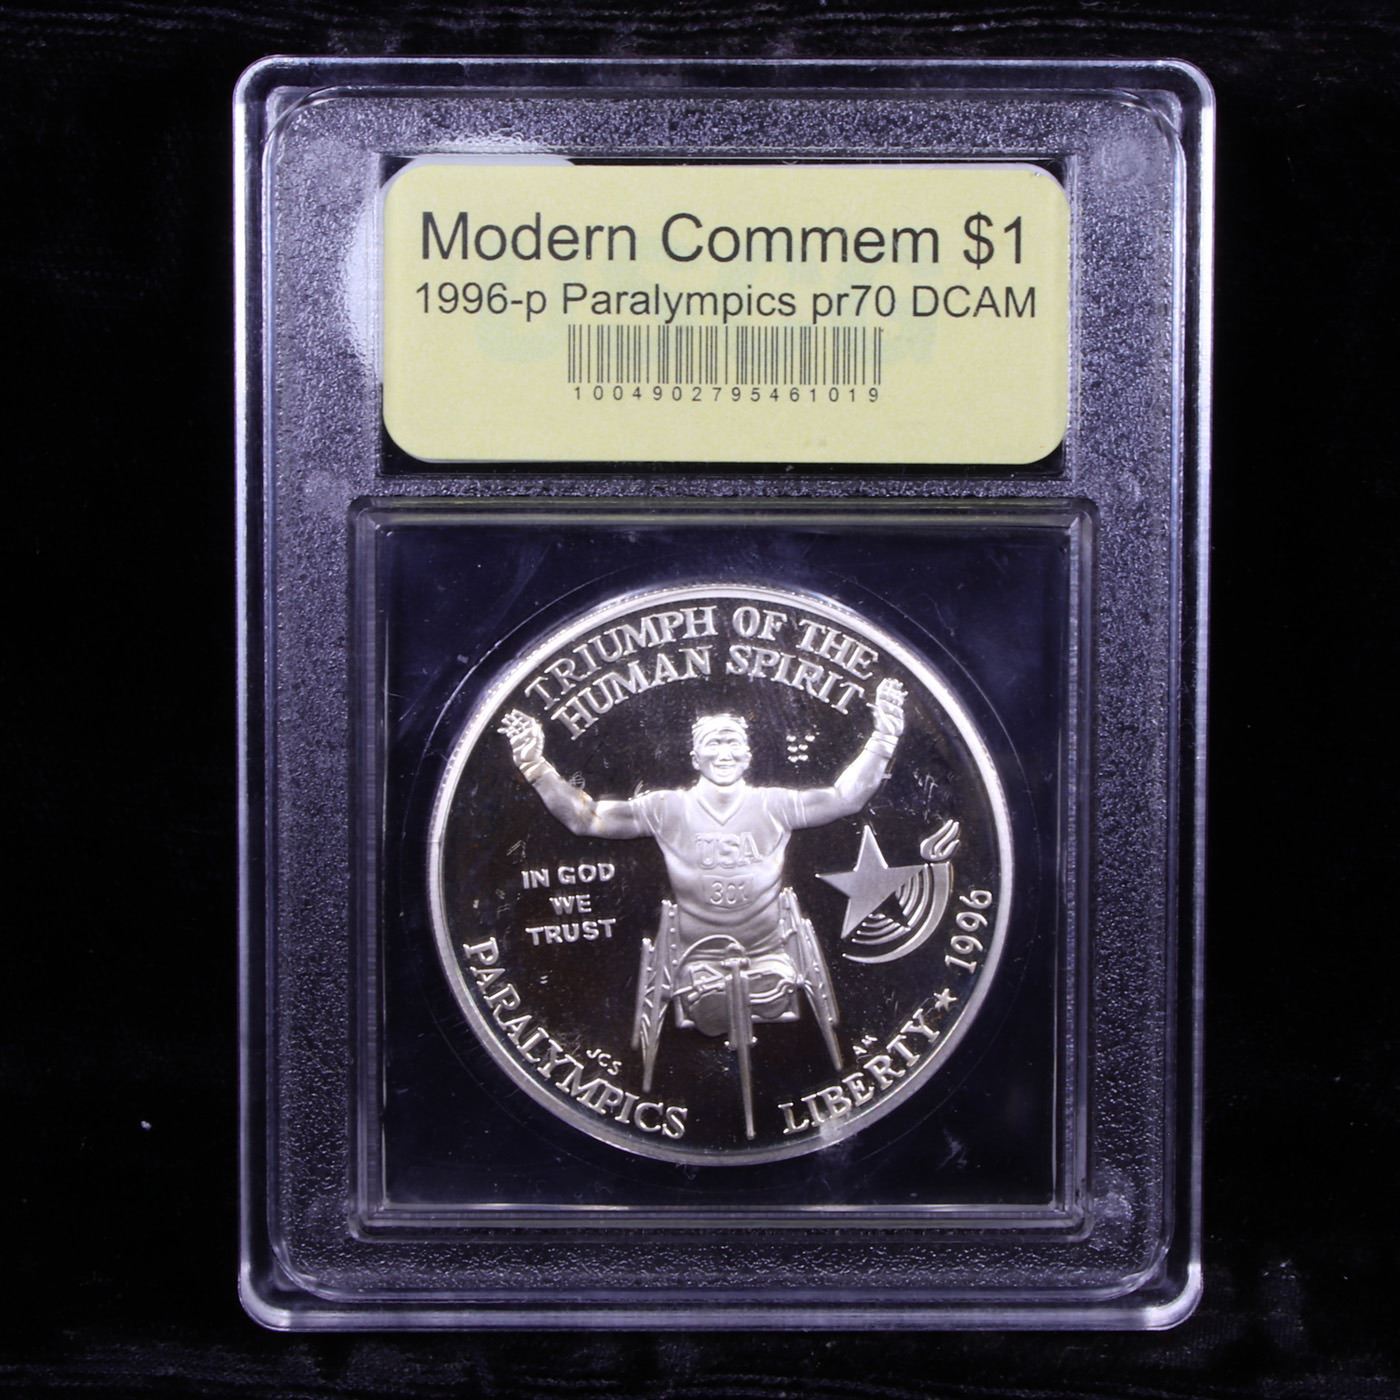 Modern Commem $1
1996-p Paralympics pr70 DCAM
1004902795461019
TRIUMPH OF THE
HUMAN SPIRIT
USA
IN GOD
WE
TRUST
PARALYMPICS
JCS
LIBERTY ★ 1996